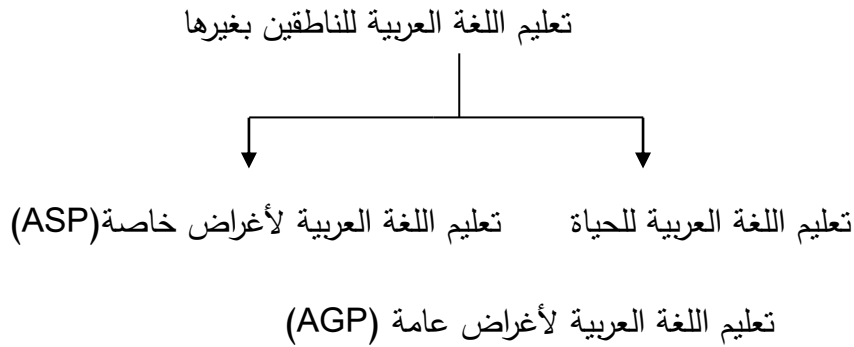 تعليم اللغة العربية للناطقين بغيرها
تعليم اللغة العربية للحياة تعليم اللغة العربية لأغراض خاصة(ASP)
تعليم اللغة العربية لأغراض عامة (AGP)